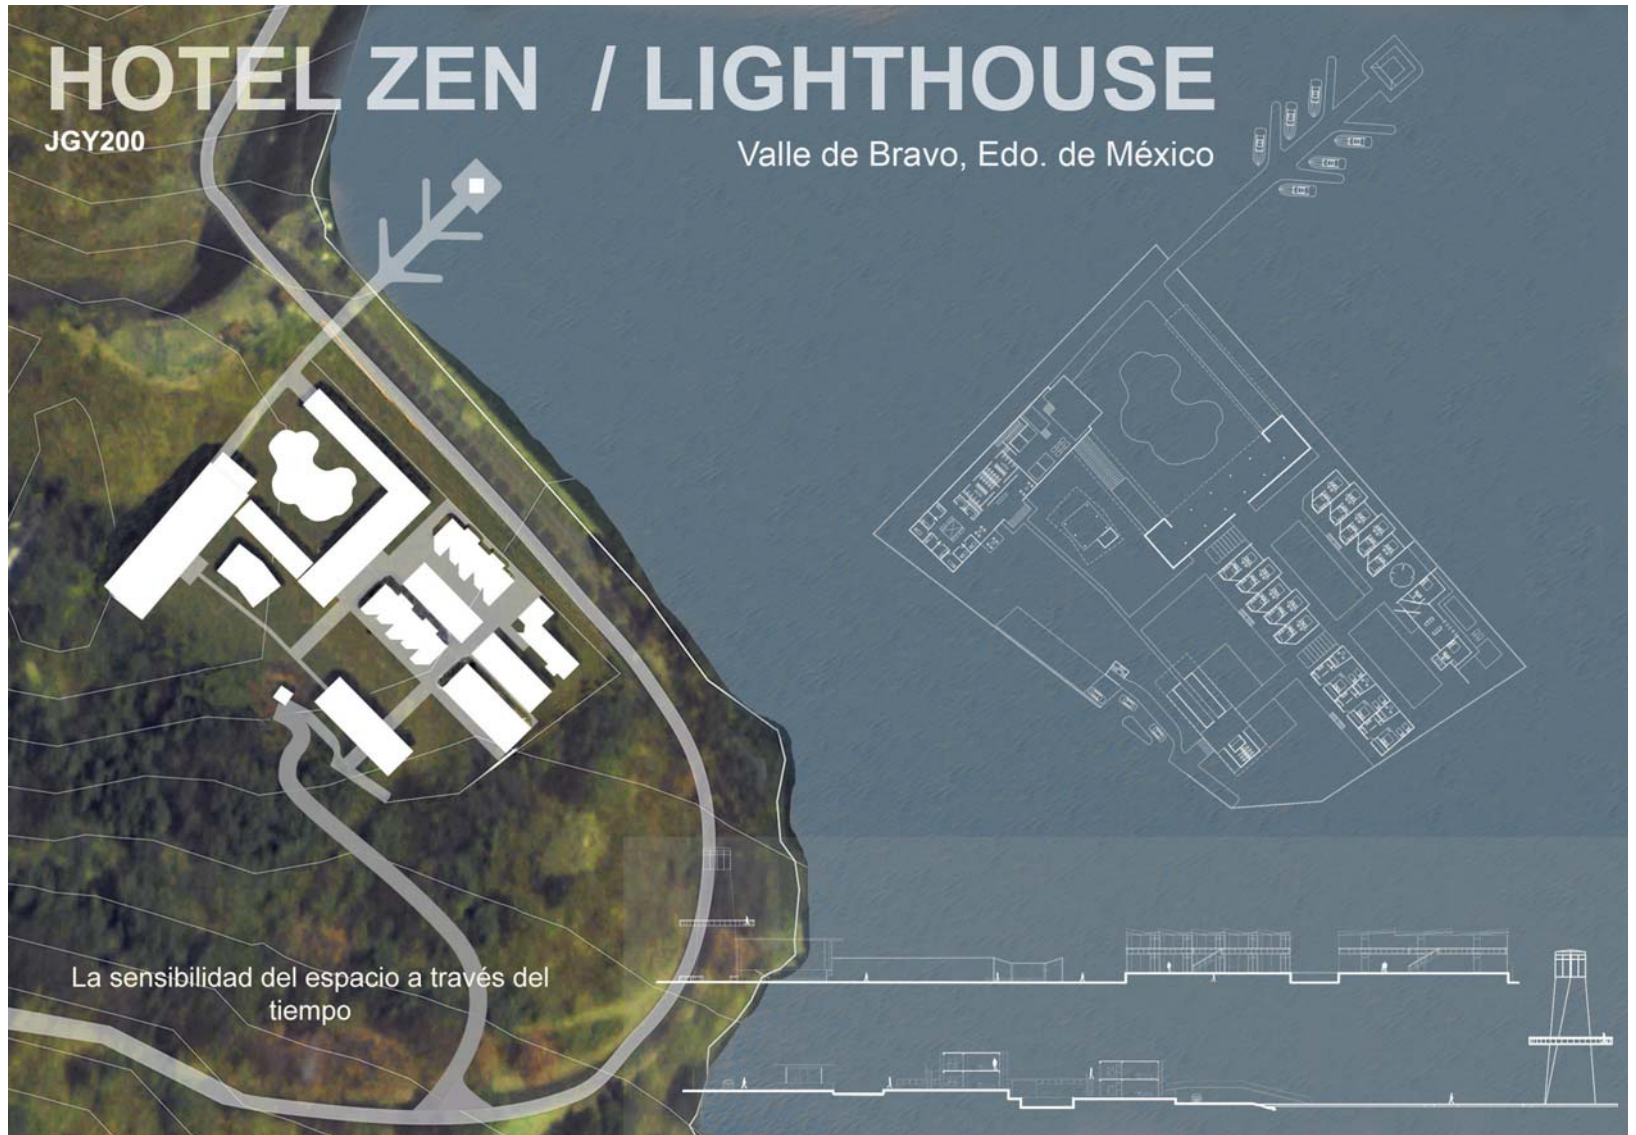 HOTEL ZEN / LIGHTHOUSE
JGY200
Valle de Bravo, Edo. de México
La sensibilidad del espacio a través del
tiempo